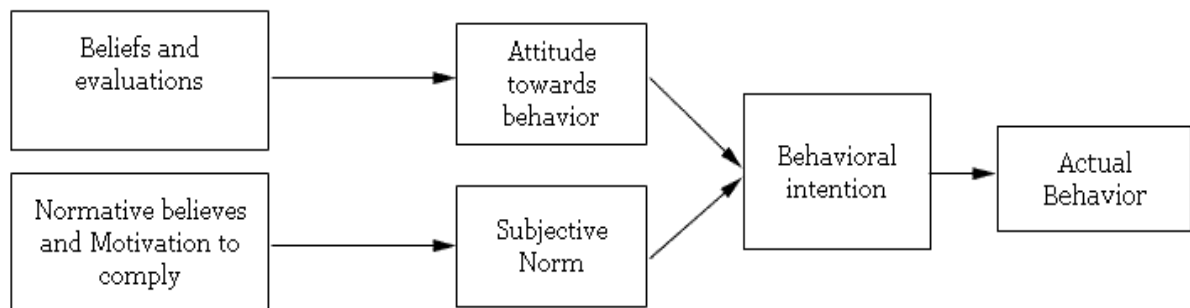 Beliefs and
evaluations
Attitude
towards
behavior
Normative believes
and Motivation to
comply
Subjective
Norm
Behavioral
intention
Actual
Behavior